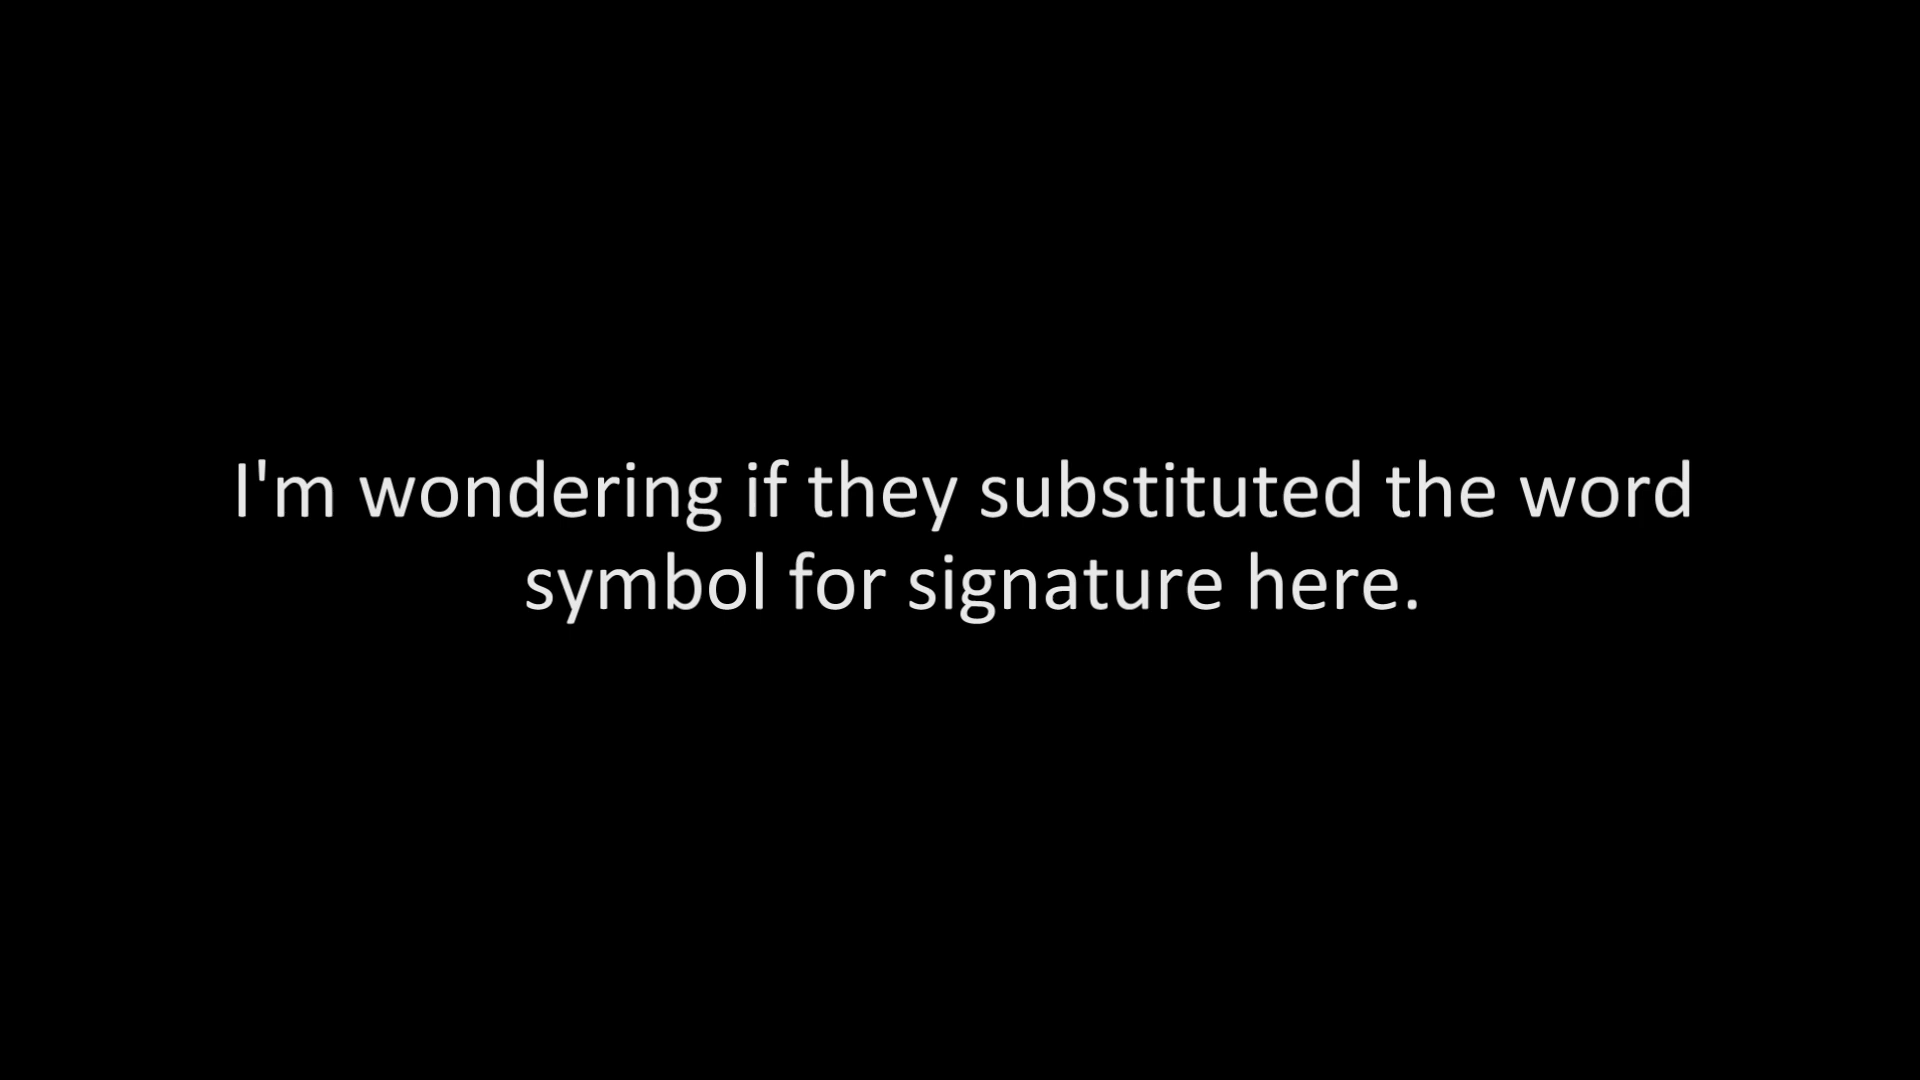 I'm wondering if they substituted the word
symbol for signature here.